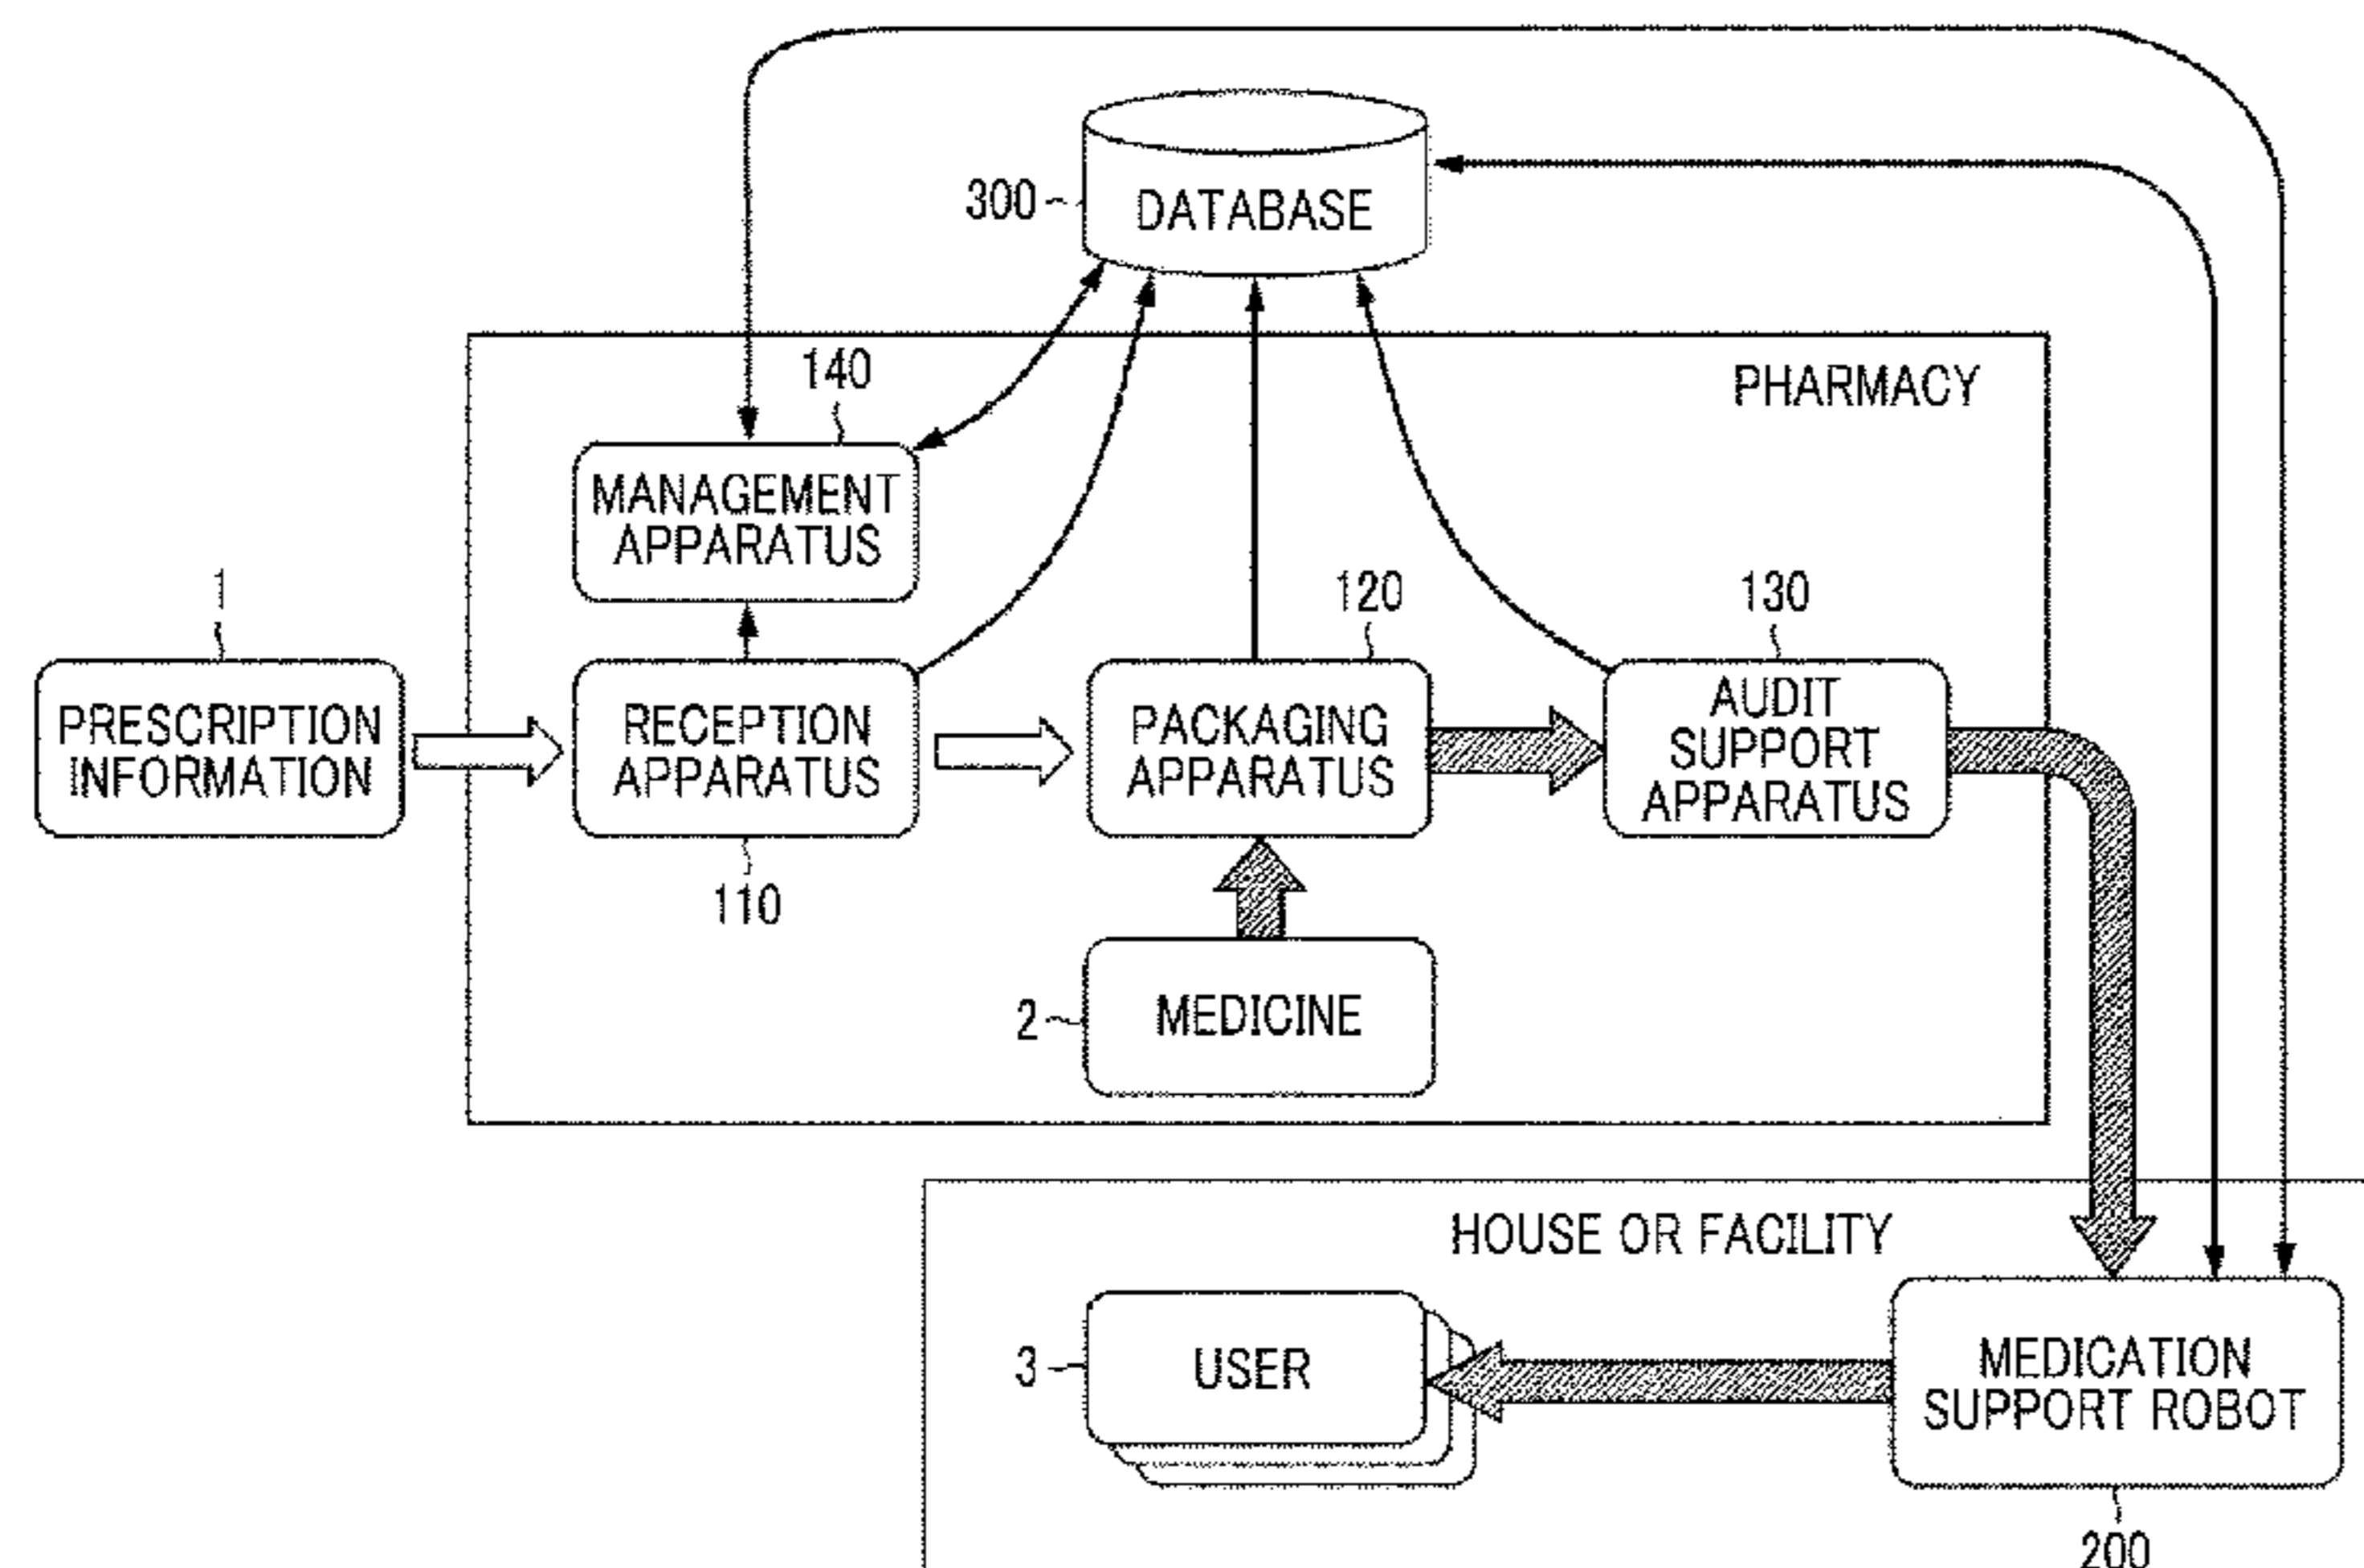 300
DATABASE
PHARMACY
140
MANAGEMENT
APPARATUS
1
PRESCRIPTION
INFORMATION
RECEPTION
APPARATUS
110
120
PACKAGING
APPARATUS
130
AUDIT
SUPPORT
APPARATUS
2
MEDICINE
HOUSE OR FACILITY
3
USER
MEDICATION
SUPPORT ROBOT
200